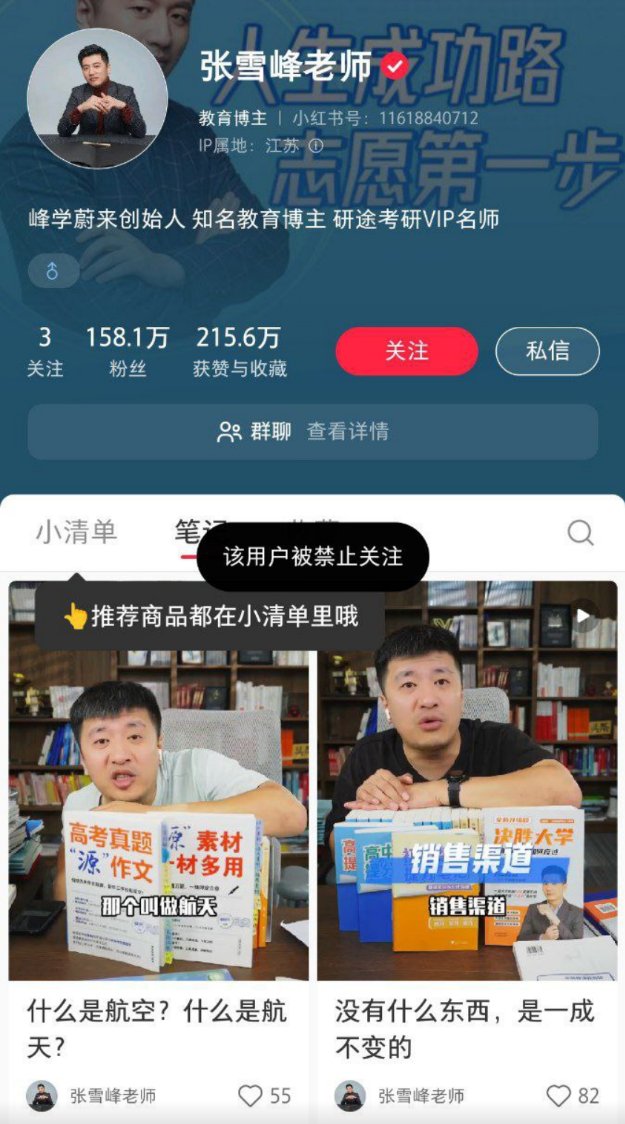 人生成功路
志愿第一步
张雪峰老师
教育博主 | 小红书号：11618840712
IP属地：江苏
峰学蔚来创始人 知名教育博主 研途考研VIP名师
3 158.1万 215.6万
关注 粉丝 获赞与收藏
关注
私信
群聊 查看详情
小清单
该用户被禁止关注
👆推荐商品都在小清单里哦
高考真题
“源”作文
素材
一材多用
那个叫做航天
高中
决胜大学
销售渠道
销售渠道
什么是航空？什么是航
天？
张雪峰老师 55
没有什么东西，是一成
不变的
张雪峰老师 82